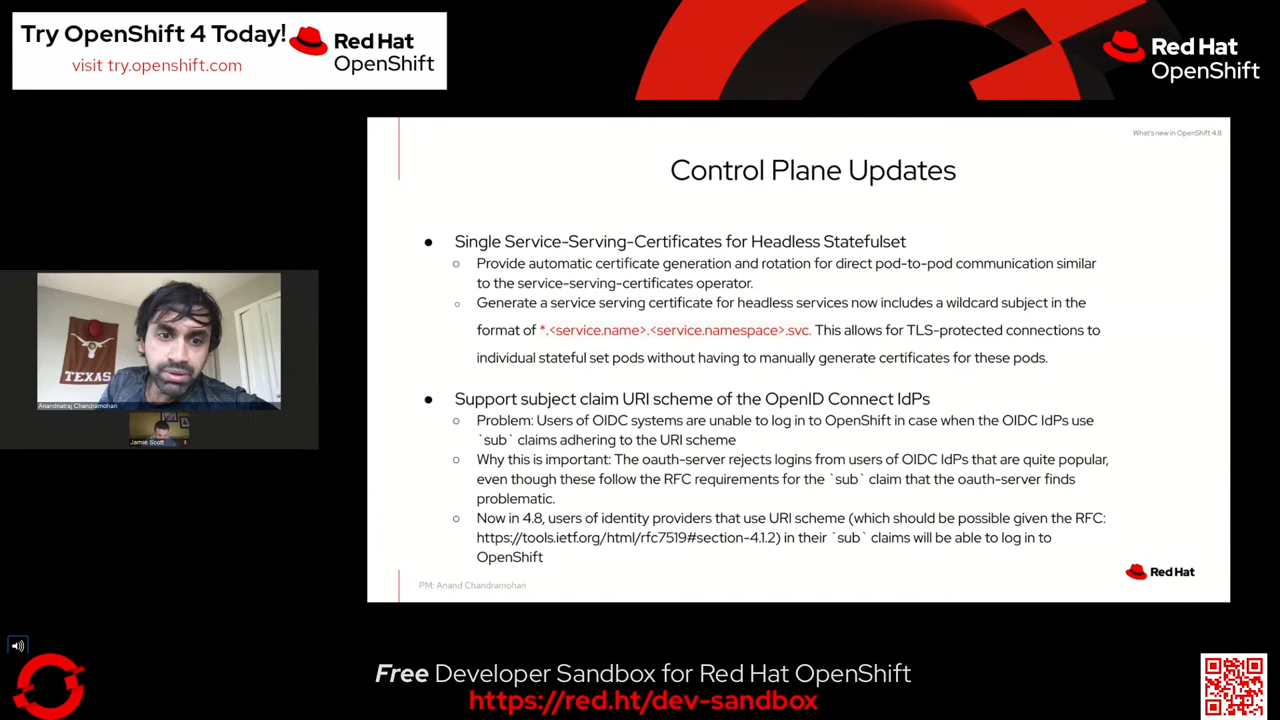 Try OpenShift 4 Today!
visit try.openshift.com
Red Hat
OpenShift
Red Hat
OpenShift
What's new in OpenShift 4.8
Control Plane Updates
● Single Service-Serving-Certificates for Headless Statefulset
○ Provide automatic certificate generation and rotation for direct pod-to-pod communication similar
to the service-serving-certificates operator.
○ Generate a service serving certificate for headless services now includes a wildcard subject in the
format of *.<service.name>.<service.namespace>.svc. This allows for TLS-protected connections to
individual stateful set pods without having to manually generate certificates for these pods.
● Support subject claim URI scheme of the OpenID Connect IdPs
○ Problem: Users of OIDC systems are unable to log in to OpenShift in case when the OIDC IdPs use
`sub` claims adhering to the URI scheme
○ Why this is important: The oauth-server rejects logins from users of OIDC IdPs that are quite popular,
even though these follow the RFC requirements for the `sub` claim that the oauth-server finds
problematic.
○ Now in 4.8, users of identity providers that use URI scheme (which should be possible given the RFC:
https://tools.ietf.org/html/rfc7519#section-4.1.2) in their `sub` claims will be able to log in to
OpenShift
PM: Anand Chandramohan
Red Hat
TEXAS
Anandnatraj Chandramohan
Jamie Scott
Free Developer Sandbox for Red Hat OpenShift
https://red.ht/dev-sandbox